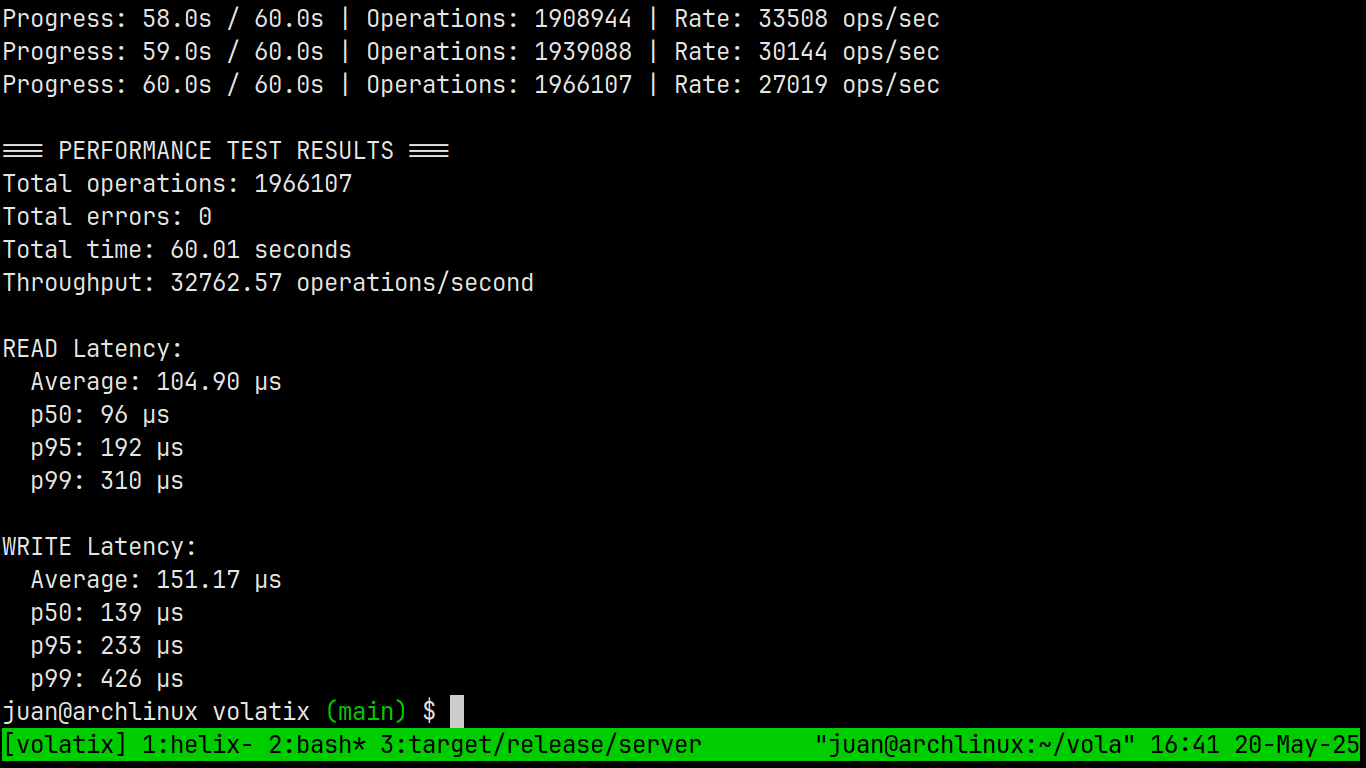 Progress: 58.0s / 60.0s | Operations: 1908944 | Rate: 33508 ops/sec
Progress: 59.0s / 60.0s | Operations: 1939088 | Rate: 30144 ops/sec
Progress: 60.0s / 60.0s | Operations: 1966107 | Rate: 27019 ops/sec
=== PERFORMANCE TEST RESULTS ===
Total operations: 1966107
Total errors: 0
Total time: 60.01 seconds
Throughput: 32762.57 operations/second
READ Latency:
  Average: 104.90 µs
  p50: 96 µs
  p95: 192 µs
  p99: 310 µs
WRITE Latency:
  Average: 151.17 µs
  p50: 139 µs
  p95: 233 µs
  p99: 426 µs
juan@archlinux volatix (main) $
[volatix] 1:helix- 2:bash* 3:target/release/server "juan@archlinux:~/vola" 16:41 20-May-25